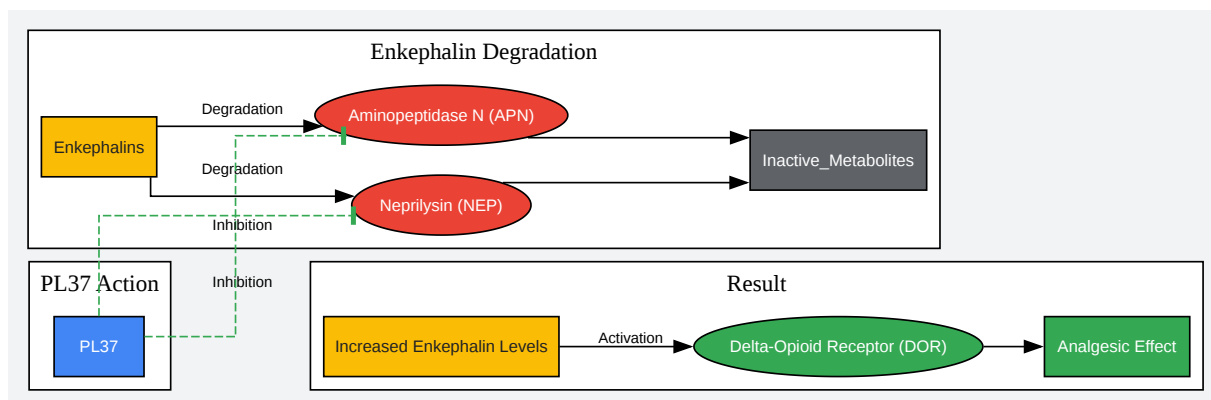 Enkephalin Degradation
Degradation
Aminopeptidase N (APN)
Enkephalins
Inactive_Metabolites
Degradation
Neprilysin (NEP)
Inhibition
PL37 Action
Inhibition
PL37
Result
Increased Enkephalin Levels
Activation
Delta-Opioid Receptor (DOR)
Analgesic Effect